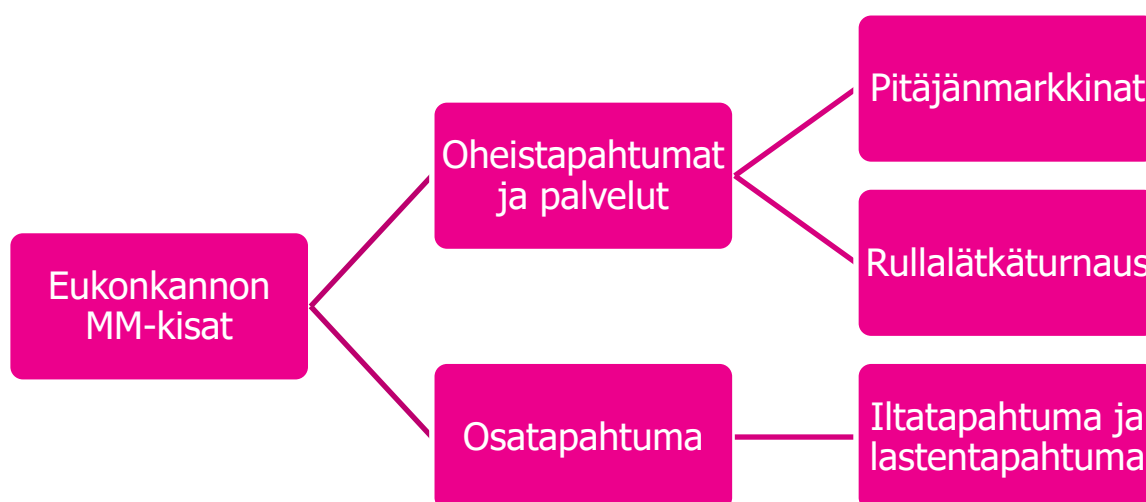 Eukonkannon
MM-kisat
Oheistapahtumat
ja palvelut
Pitäjänmarkkinat
Rullalätkäturnaus
Osatapahtuma
Iltatapahtuma ja
lastentapahtuma